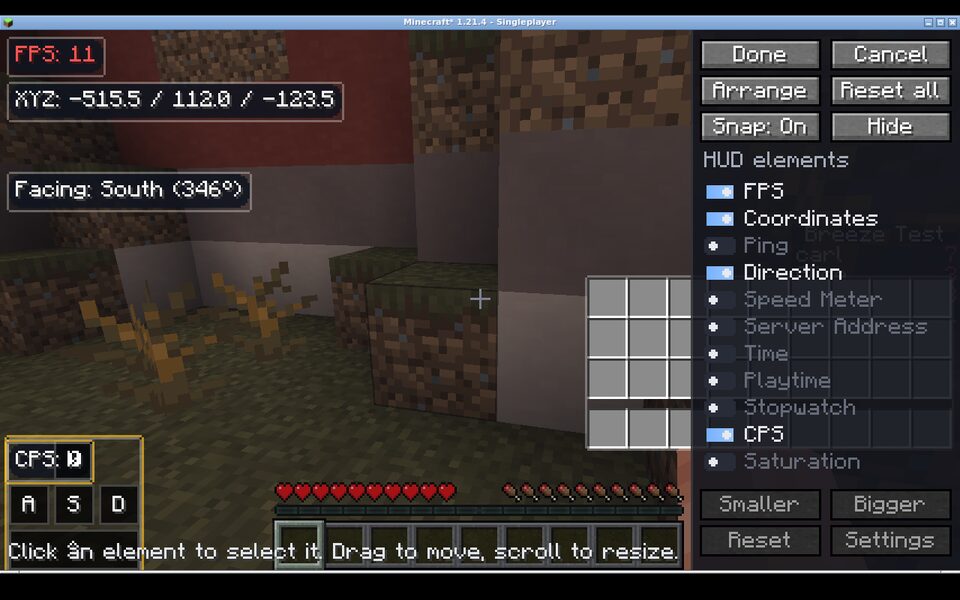 Minecraft* 1.21.4 - Singleplayer
FPS: 11
XYZ: -515.5 / 112.0 / -123.5
Facing: South (346°)
Done
Cancel
Arrange
Reset all
Snap: On
Hide
HUD elements
FPS
Coordinates
Ping
Direction
Speed Meter
Server Address
Time
Playtime
Stopwatch
CPS
Saturation
Breeze Test
CPS: 0
A S D
Click an element to select it. Drag to move, scroll to resize.
Smaller
Bigger
Reset
Settings